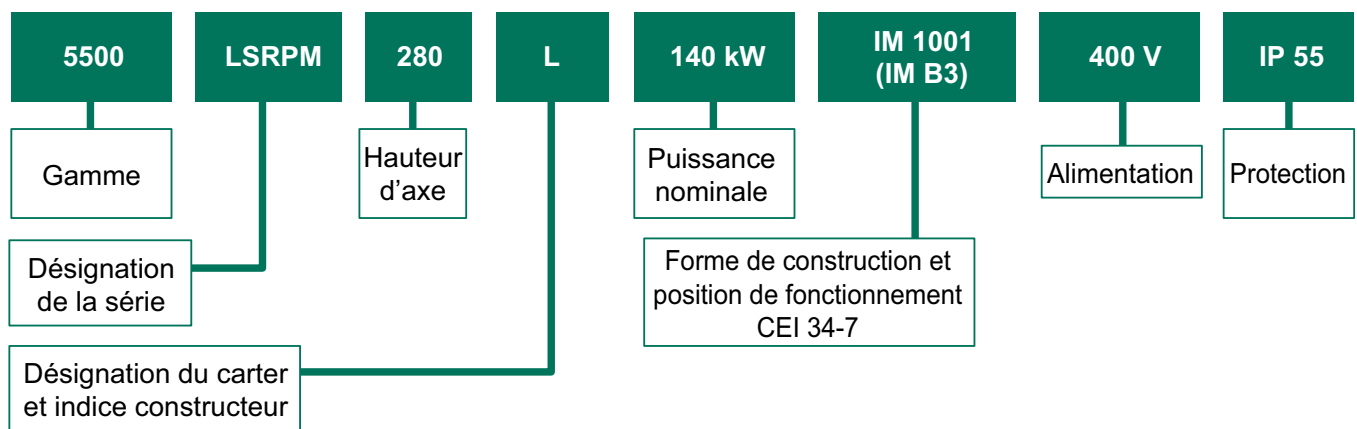 5500
LSRPM
280
L
140 kW
IM 1001
(IM B3)
400 V
IP 55
Gamme
Hauteur
d’axe
Puissance
nominale
Alimentation
Protection
Désignation
de la série
Forme de construction et
position de fonctionnement
CEI 34-7
Désignation du carter
et indice constructeur